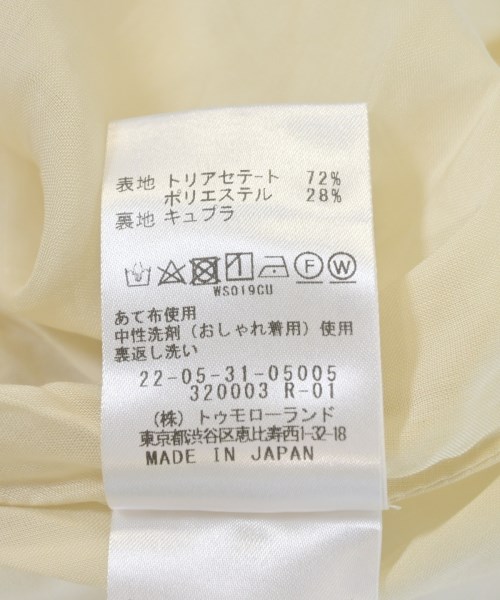 表地 トリアセテート 72%
ポリエステル 28%
裏地 キュプラ
F W
WS019CU
あて布使用
中性洗剤（おしゃれ着用）使用
裏返し洗い
22-05-31-05005
320003 R-01
（株）トゥモローランド
東京都渋谷区恵比寿西1-32-18
MADE IN JAPAN